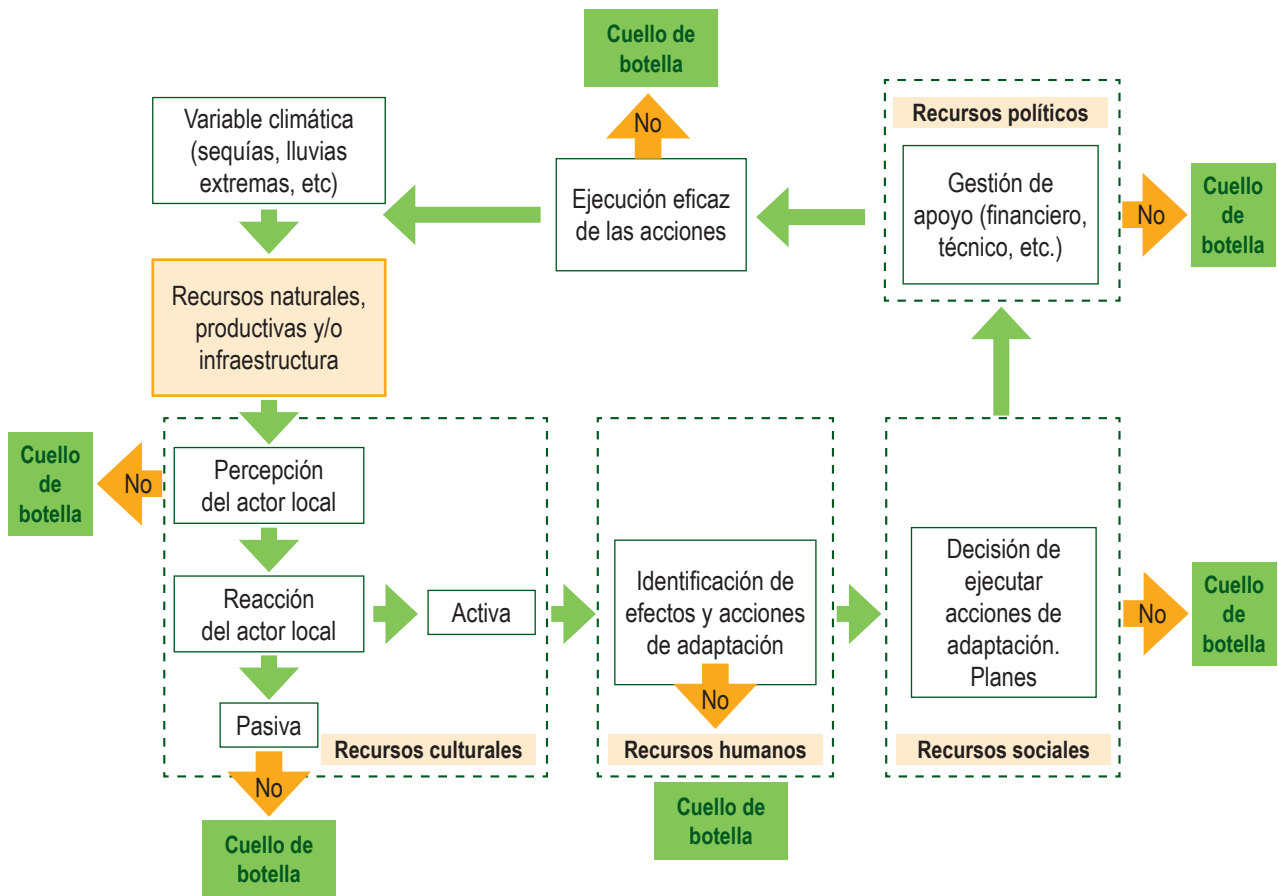 Cuello de
botella
No
Variable climática
(sequías, lluvias
extremas, etc)
Ejecución eficaz
de las acciones
Recursos políticos
Gestión de
apoyo (financiero,
técnico, etc.)
No
Cuello
de
botella
Recursos naturales,
productivas y/o
infraestructura
Cuello
de
botella
No
Percepción
del actor local
Reacción
del actor local
Activa
Pasiva
Recursos culturales
No
Cuello de
botella
Identificación de
efectos y acciones
de adaptación
No
Recursos humanos
Cuello de
botella
Decisión de
ejecutar
acciones de
adaptación.
Planes
Recursos sociales
No
Cuello
de
botella